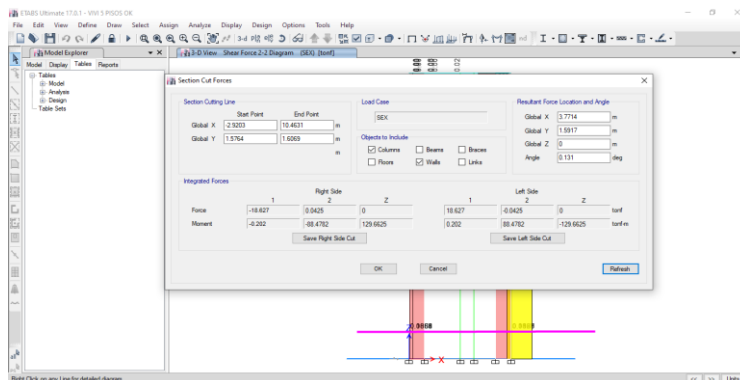 ETABS Ultimate 17.0.1 - VIVI 5 PISOS OK
File Edit View Define Draw Select Assign Analyze Display Design Options Tools Help
Model Explorer
3-D View Shear Force 2-2 Diagram (SEX) [tonf]
Model Display Tables Reports
Tables
Model
Analysis
Design
Table Sets
Section Cut Forces
Section Cutting Line
Start Point End Point
Global X -2.9203 10.4631 m
Global Y 1.5764 1.6069 m
m
Load Case
SEX
Objects to Include
Columns Beams Braces
Floors Walls Links
Resultant Force Location and Angle
Global X 3.7714 m
Global Y 1.5917 m
Global Z 0 m
Angle 0.131 deg
Integrated Forces
Right Side Left Side
1 2 Z 1 2 Z
Force -18.627 0.0425 0 18.627 -0.0425 0 tonf
Moment -0.202 -88.4782 129.6625 0.202 88.4782 -129.6625 tonf-m
Save Right Side Cut Save Left Side Cut
OK Cancel Refresh
X
Right Click on any Line for detailed diagram
Units